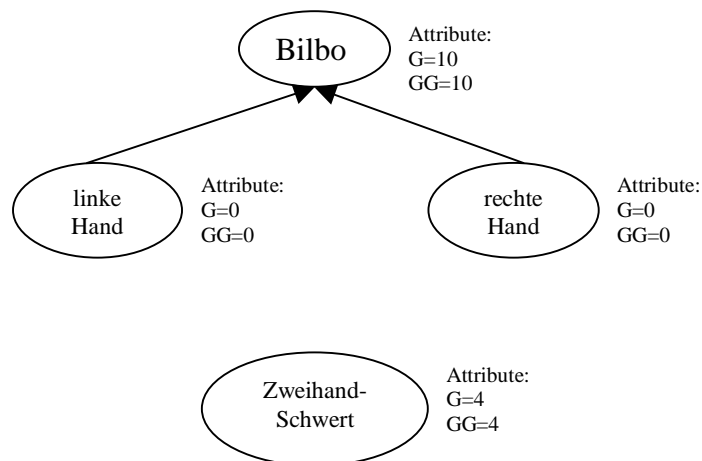 Bilbo
Attribute:
G=10
GG=10
linke
Hand
Attribute:
G=0
GG=0
rechte
Hand
Attribute:
G=0
GG=0
Zweihand-
Schwert
Attribute:
G=4
GG=4